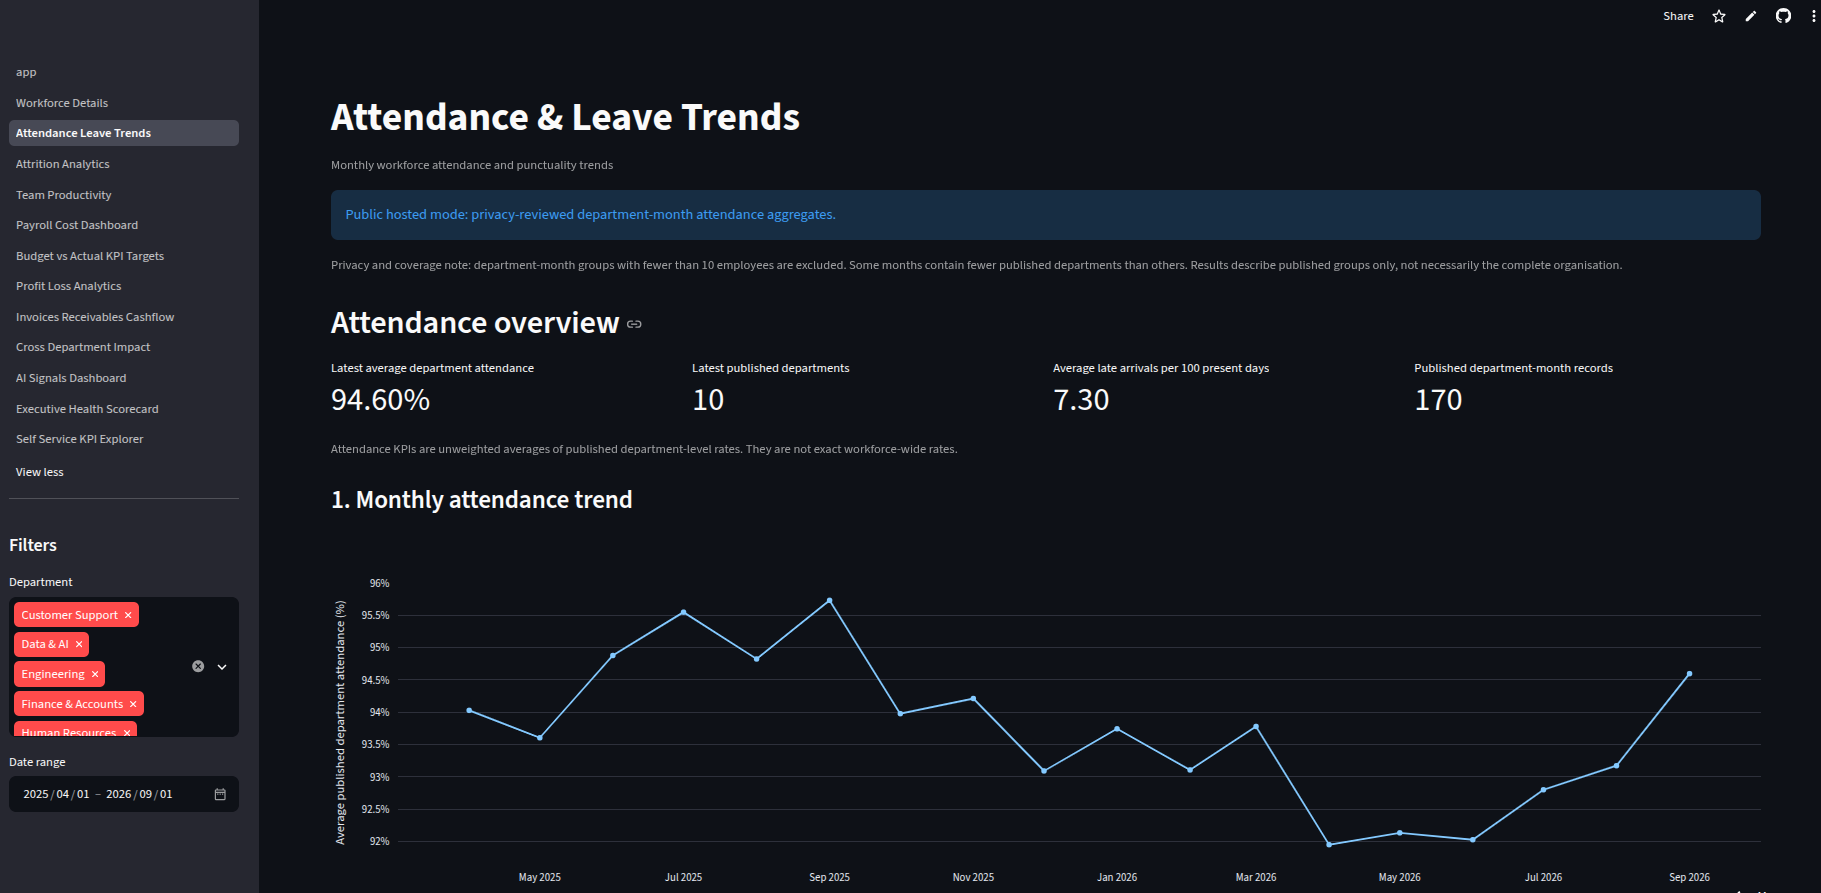 Share
app
Workforce Details
Attendance Leave Trends
Attrition Analytics
Team Productivity
Payroll Cost Dashboard
Budget vs Actual KPI Targets
Profit Loss Analytics
Invoices Receivables Cashflow
Cross Department Impact
AI Signals Dashboard
Executive Health Scorecard
Self Service KPI Explorer
View less
Filters
Department
Customer Support ×
Data & AI ×
Engineering ×
Finance & Accounts ×
Human Resources ×
Date range
2025/04/01 – 2026/09/01
Attendance & Leave Trends
Monthly workforce attendance and punctuality trends
Public hosted mode: privacy-reviewed department-month attendance aggregates.
Privacy and coverage note: department-month groups with fewer than 10 employees are excluded. Some months contain fewer published departments than others. Results describe published groups only, not necessarily the complete organisation.
Attendance overview
Latest average department attendance
94.60%
Latest published departments
10
Average late arrivals per 100 present days
7.30
Published department-month records
170
Attendance KPIs are unweighted averages of published department-level rates. They are not exact workforce-wide rates.
1. Monthly attendance trend
Average published department attendance (%)
96%
95.5%
95%
94.5%
94%
93.5%
93%
92.5%
92%
May 2025
Jul 2025
Sep 2025
Nov 2025
Jan 2026
Mar 2026
May 2026
Jul 2026
Sep 2026